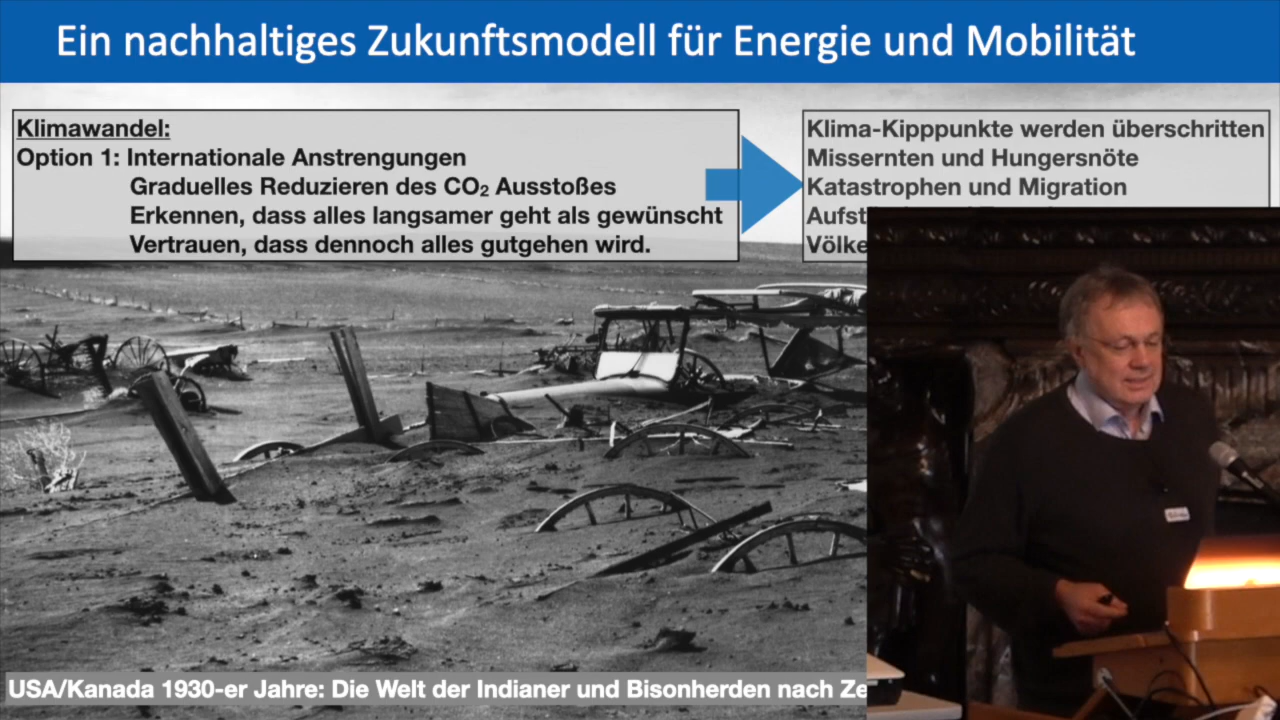 Ein nachhaltiges Zukunftsmodell für Energie und Mobilität
Klimawandel:
Option 1: Internationale Anstrengungen
Graduelles Reduzieren des CO₂ Ausstoßes
Erkennen, dass alles langsamer geht als gewünscht
Vertrauen, dass dennoch alles gutgehen wird.
Klima-Kipppunkte werden überschritten
Missernten und Hungersnöte
Katastrophen und Migration
USA/Kanada 1930-er Jahre: Die Welt der Indianer und Bisonherden nach Ze